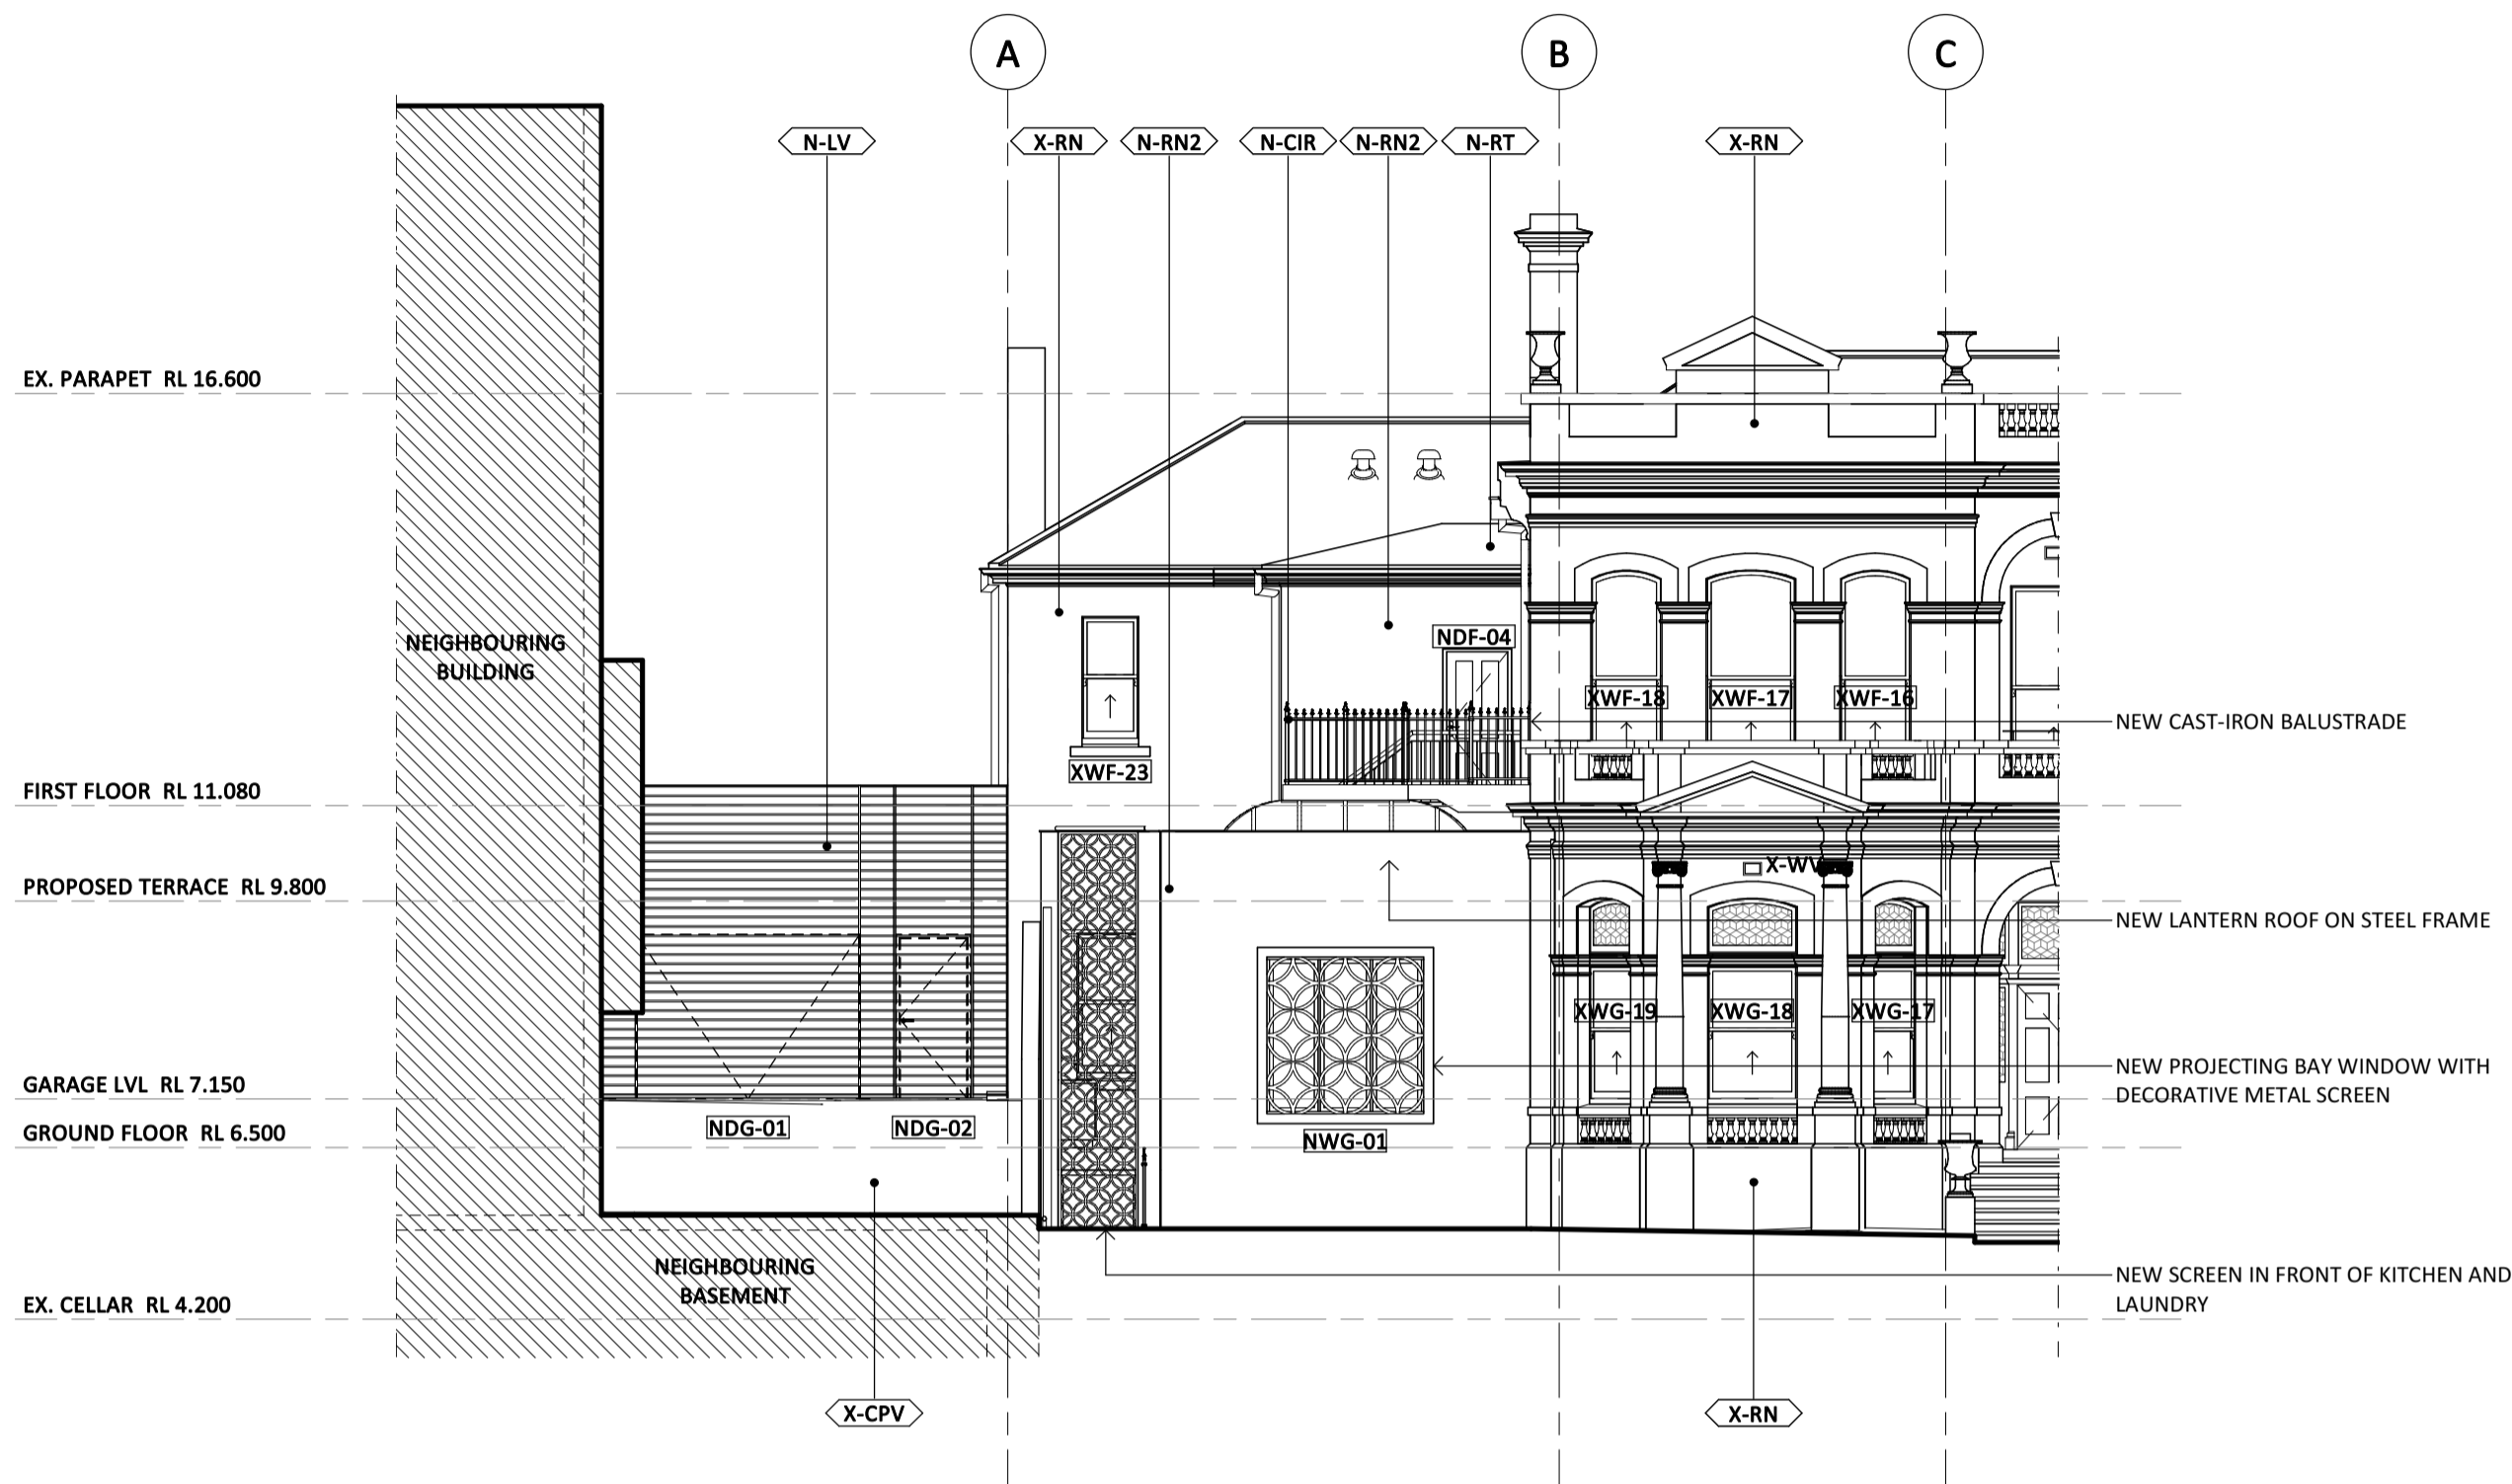 A
B
C
N-LV
X-RN
N-RN2
N-CIR
N-RN2
N-RT
X-RN
EX. PARAPET  RL 16.600
NEIGHBOURING
BUILDING
NDF-04
XWF-18
XWF-17
XWF-16
NEW CAST-IRON BALUSTRADE
XWF-23
FIRST FLOOR  RL 11.080
X-WV
PROPOSED TERRACE  RL 9.800
NEW LANTERN ROOF ON STEEL FRAME
XWG-19
XWG-18
XWG-17
NEW PROJECTING BAY WINDOW WITH
DECORATIVE METAL SCREEN
GARAGE LVL  RL 7.150
NDG-01
NDG-02
GROUND FLOOR  RL 6.500
NWG-01
NEIGHBOURING
BASEMENT
NEW SCREEN IN FRONT OF KITCHEN AND
LAUNDRY
EX. CELLAR  RL 4.200
X-CPV
X-RN